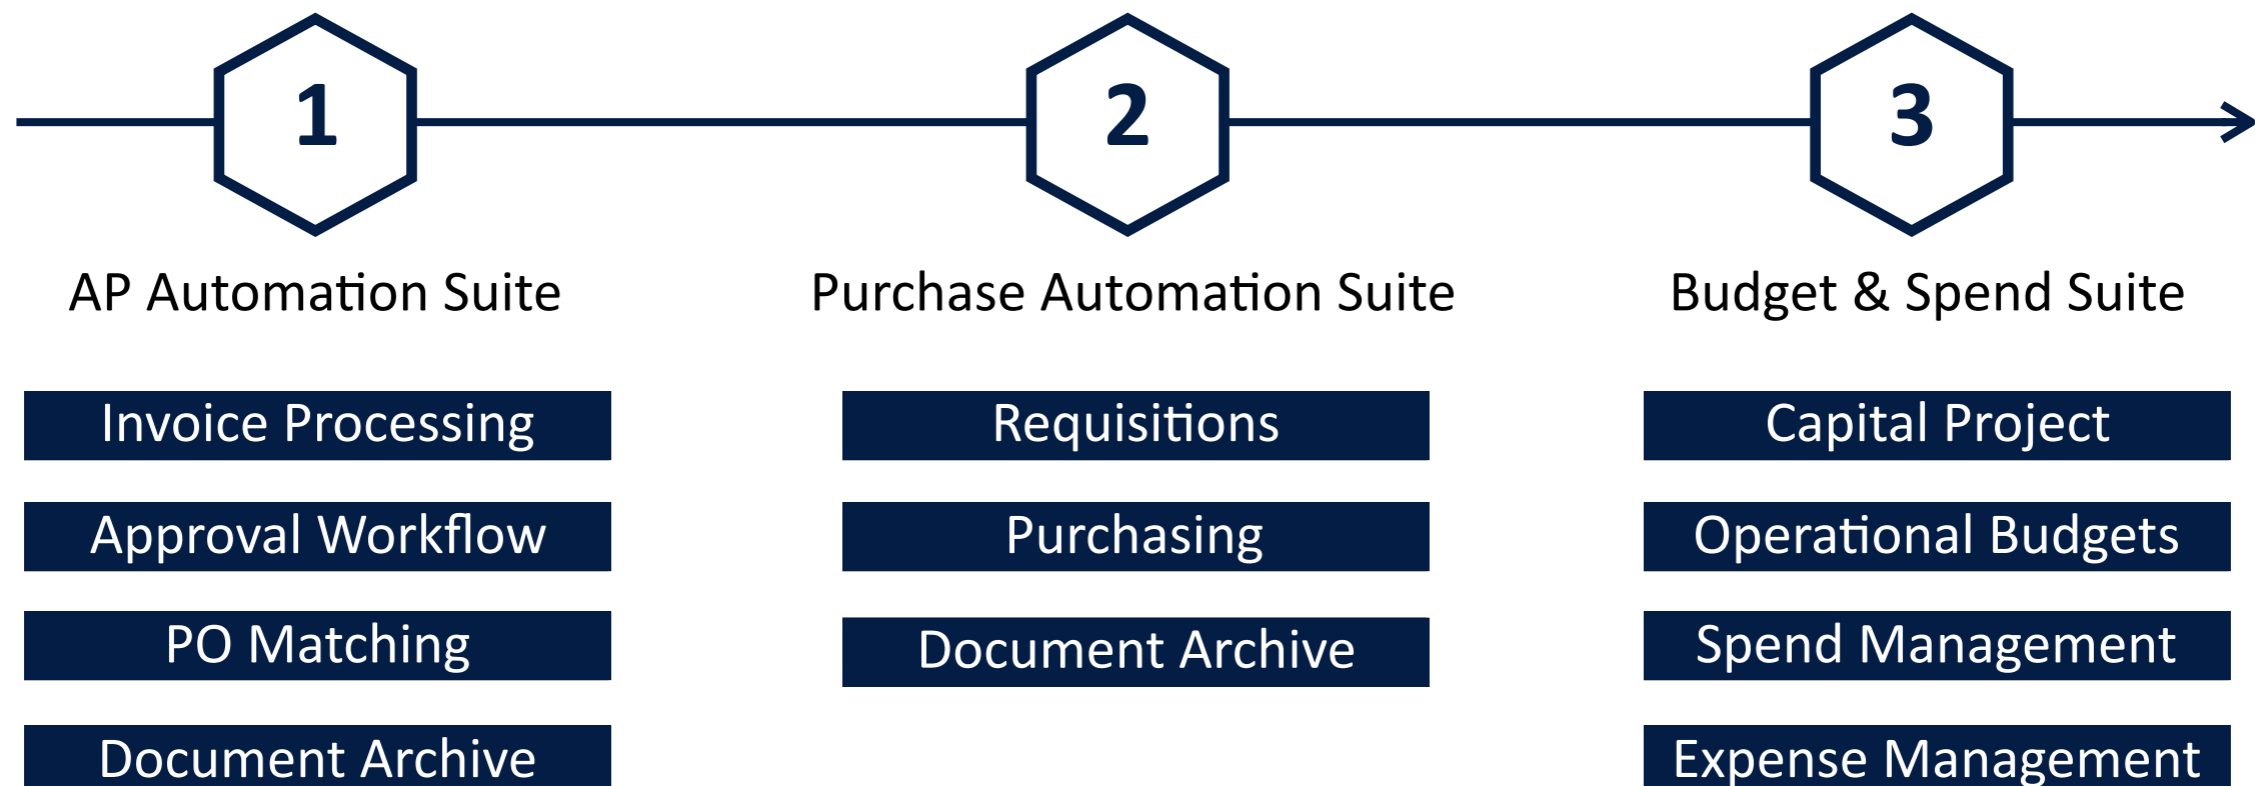 1
2
3
AP Automation Suite
Purchase Automation Suite
Budget & Spend Suite
Invoice Processing
Requisitions
Capital Project
Approval Workflow
Purchasing
Operational Budgets
PO Matching
Document Archive
Spend Management
Document Archive
Expense Management